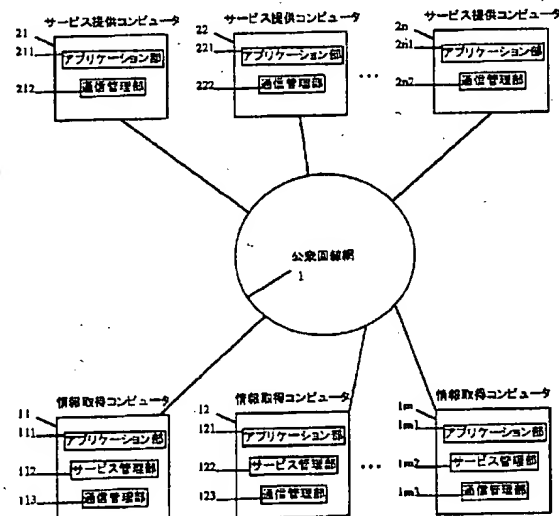 サービス提供コンピュータ
サービス提供コンピュータ
サービス提供コンピュータ
21
22
2n
211
アプリケーション部
221
アプリケーション部
2n1
アプリケーション部
212
通信管理部
222
通信管理部
...
2n2
通信管理部
公衆回線網
1
情報取得コンピュータ
情報取得コンピュータ
情報取得コンピュータ
11
12
1m
111
アプリケーション部
121
アプリケーション部
1m1
アプリケーション部
112
サービス管理部
122
サービス管理部
...
1m2
サービス管理部
113
通信管理部
123
通信管理部
1m3
通信管理部